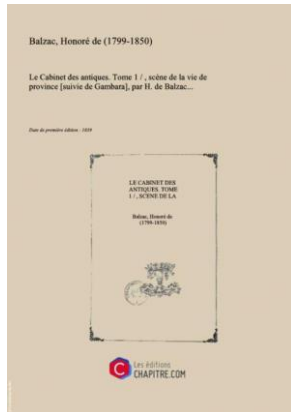 Balzac, Honoré de (1799-1850)
Le Cabinet des antiques. Tome 1 / , scène de la vie de
province [suivie de Gambara], par H. de Balzac...
Date de première édition : 1839
LE CABINET DES
ANTIQUES. TOME
1 / , SCENE DE LA
Balzac, Honoré de
(1799-1850)
Les éditions
CHAPITRE.COM